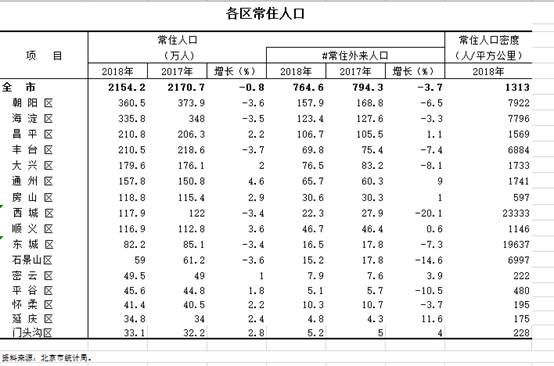 各区常住人口
项 目 常住人口 (万人) #常住外来人口 常住人口密度 (人/平方公里)
2018年 2017年 增长（%） 2018年 2017年 增长（%） 2018年
全 市 2154.2 2170.7 -0.8 764.6 794.3 -3.7 1313
朝阳 区 360.5 373.9 -3.6 157.9 168.8 -6.5 7922
海淀 区 335.8 348 -3.5 123.4 127.6 -3.3 7796
昌平 区 210.8 206.3 2.2 106.7 105.5 1.1 1569
丰台 区 210.5 218.6 -3.7 69.8 75.4 -7.4 6884
大兴 区 179.6 176.1 2 76.5 83.2 -8.1 1733
通州 区 157.8 150.8 4.6 65.7 60.3 9 1741
房山 区 118.8 115.4 2.9 30.6 30.3 1 597
西城 区 117.9 122 -3.4 22.3 27.9 -20.1 23333
顺义 区 116.9 112.8 3.6 46.7 46.4 0.6 1146
东城 区 82.2 85.1 -3.4 16.5 17.8 -7.3 19637
石景山区 59 61.2 -3.6 15.2 17.8 -14.6 6997
密云 区 49.5 49 1 7.9 7.6 3.9 222
平谷 区 45.6 44.8 1.8 5.1 5.7 -10.5 480
怀柔 区 41.4 40.5 2.2 10.3 10.7 -3.7 195
延庆 区 34.8 34 2.4 4.8 4.3 11.6 175
门头沟区 33.1 32.2 2.8 5.2 5 4 228
资料来源：北京市统计局。